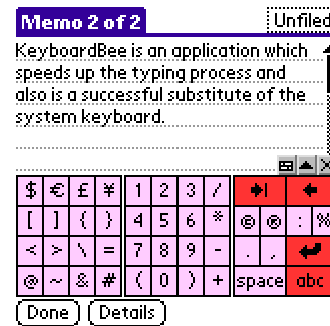 Memo 2 of 2 Unfiled
KeyboardBee is an application which
speeds up the typing process and
also is a successful substitute of the
system keyboard.
$ € £ ¥ 1 2 3 /
[ ] { } 4 5 6 * © ® : %
< > \ = 7 8 9 - . ,
@ ~ & # ( 0 ) + space abc
Done Details